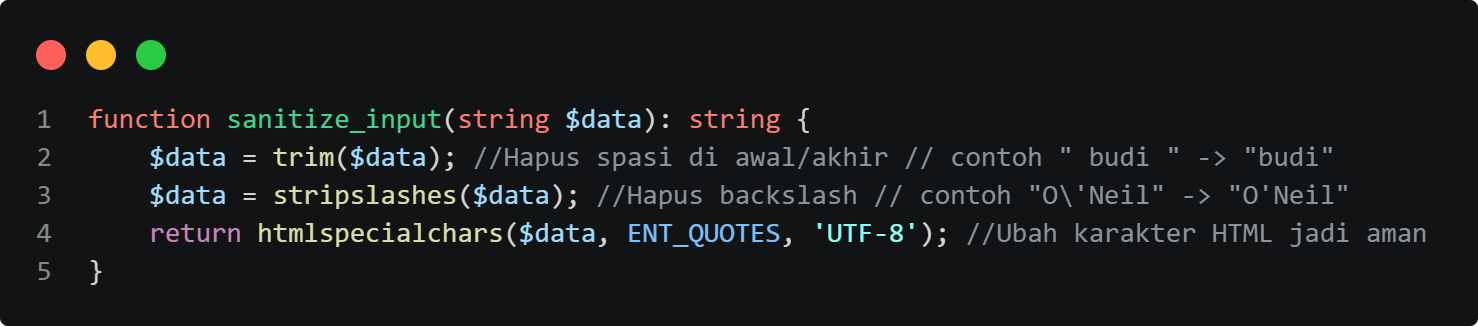 1 function sanitize_input(string $data): string {
2     $data = trim($data); //Hapus spasi di awal/akhir // contoh " budi " -> "budi"
3     $data = stripslashes($data); //Hapus backslash // contoh "O\'Neil" -> "O'Neil"
4     return htmlspecialchars($data, ENT_QUOTES, 'UTF-8'); //Ubah karakter HTML jadi aman
5 }